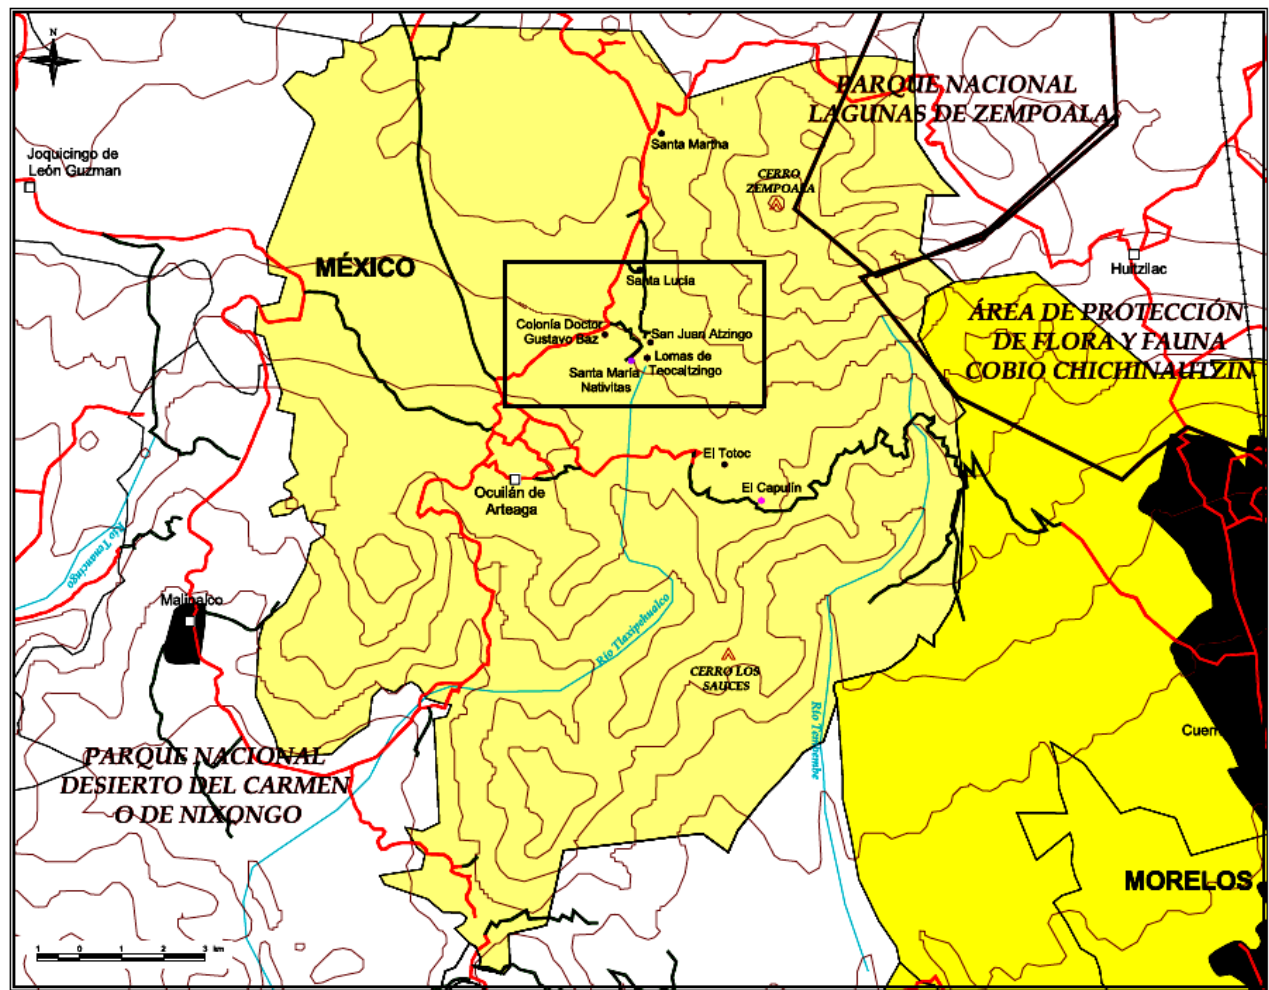 N
PARQUE NACIONAL
LAGUNAS DE ZEMPOALA
Santa Martha
Joquicingo de
León Guzman
CERRO
ZEMPOALA
MÉXICO
Huitzilac
Santa Lucía
ÁREA DE PROTECCIÓN
DE FLORA Y FAUNA
COBIO CHICHINAUTZIN
Colonía Doctor
Gustavo Baz
San Juan Atzingo
Lomas de
Teocaltzingo
Santa María
Nativitas
El Totoc
El Capulín
Ocuilán de
Arteaga
Río Tenancingo
Malinalco
Río Tlaxipehualco
CERRO LOS
SAUCES
Río Tembembe
Cuern
PARQUE NACIONAL
DESIERTO DEL CARMEN
O DE NIXONGO
MORELOS
1 0 1 2 3 km